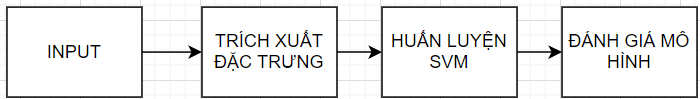 INPUT
TRÍCH XUẤT
ĐẶC TRƯNG
HUẤN LUYỆN
SVM
ĐÁNH GIÁ MÔ
HÌNH